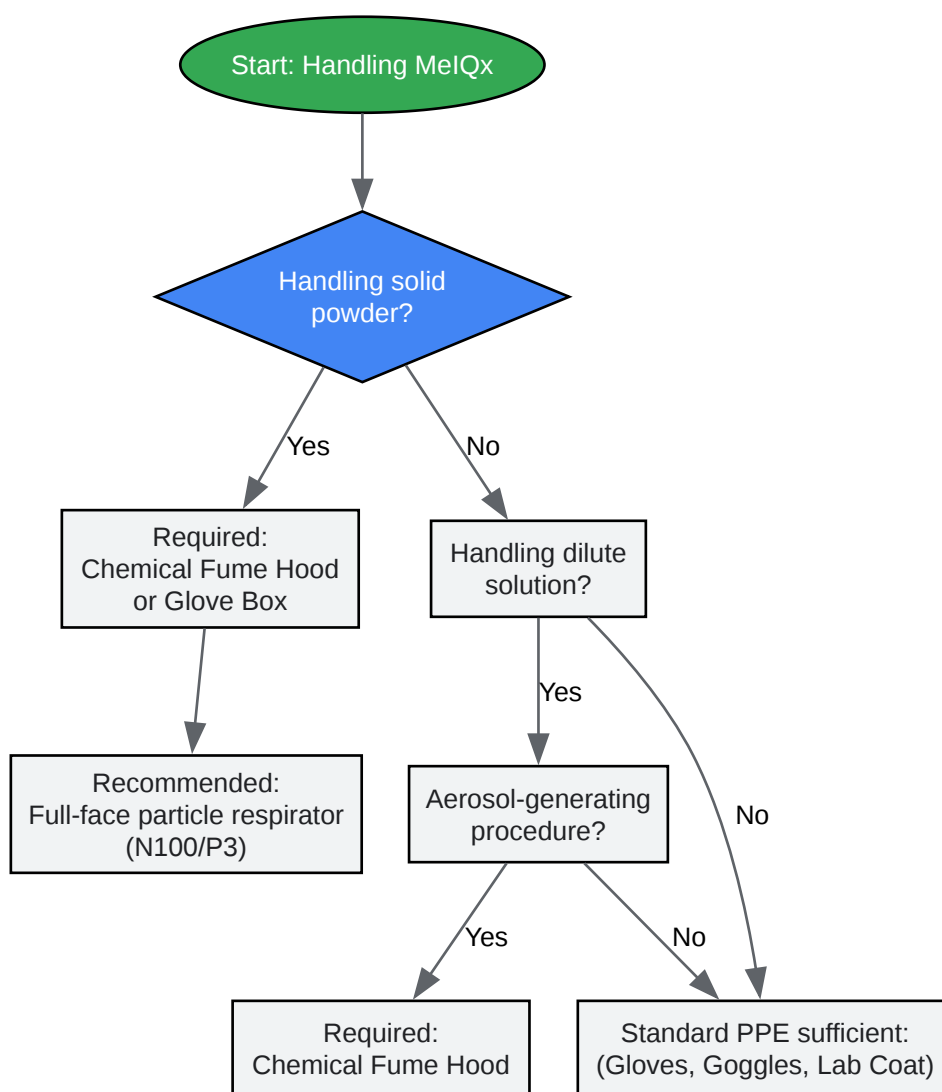 Start: Handling MeIQx
Handling solid
powder?
Yes
No
Required:
Chemical Fume Hood
or Glove Box
Handling dilute
solution?
Yes
No
Recommended:
Full-face particle respirator
(N100/P3)
Aerosol-generating
procedure?
Yes
No
Required:
Chemical Fume Hood
Standard PPE sufficient:
(Gloves, Goggles, Lab Coat)